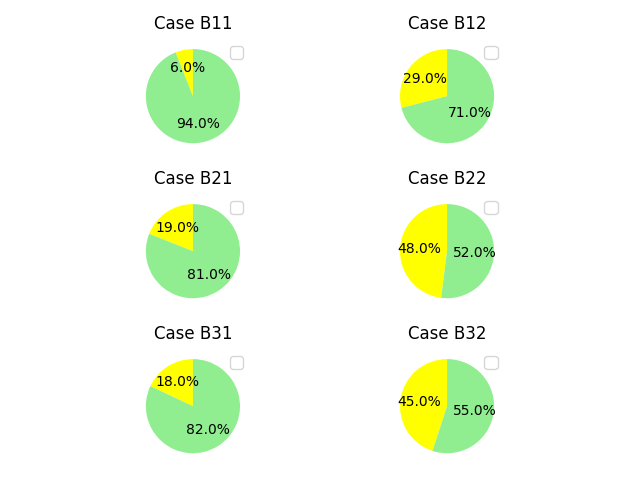 Case B11
6.0%
94.0%
Case B12
29.0%
71.0%
Case B21
19.0%
81.0%
Case B22
48.0%
52.0%
Case B31
18.0%
82.0%
Case B32
45.0%
55.0%